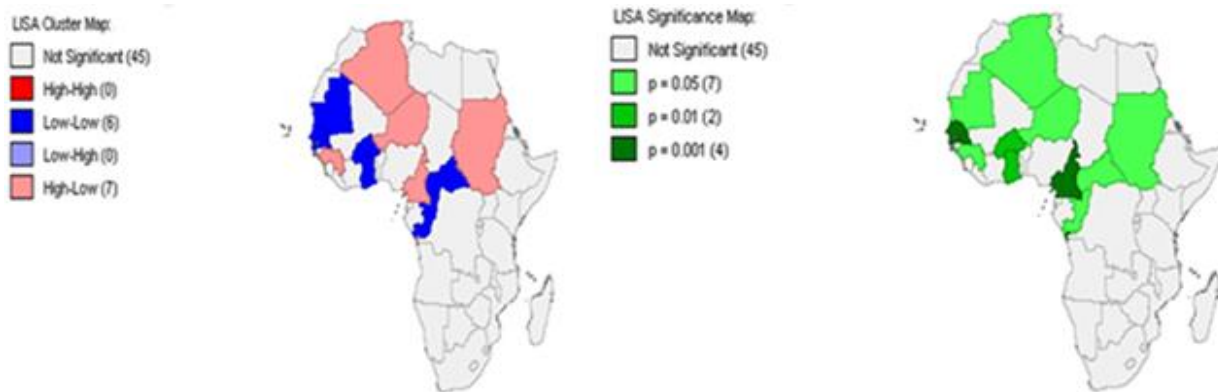 LISA Cluster Map:
Not Significant (45)
High-High (0)
Low-Low (6)
Low-High (0)
High-Low (7)
LISA Significance Map:
Not Significant (45)
p = 0.05 (7)
p = 0.01 (2)
p = 0.001 (4)